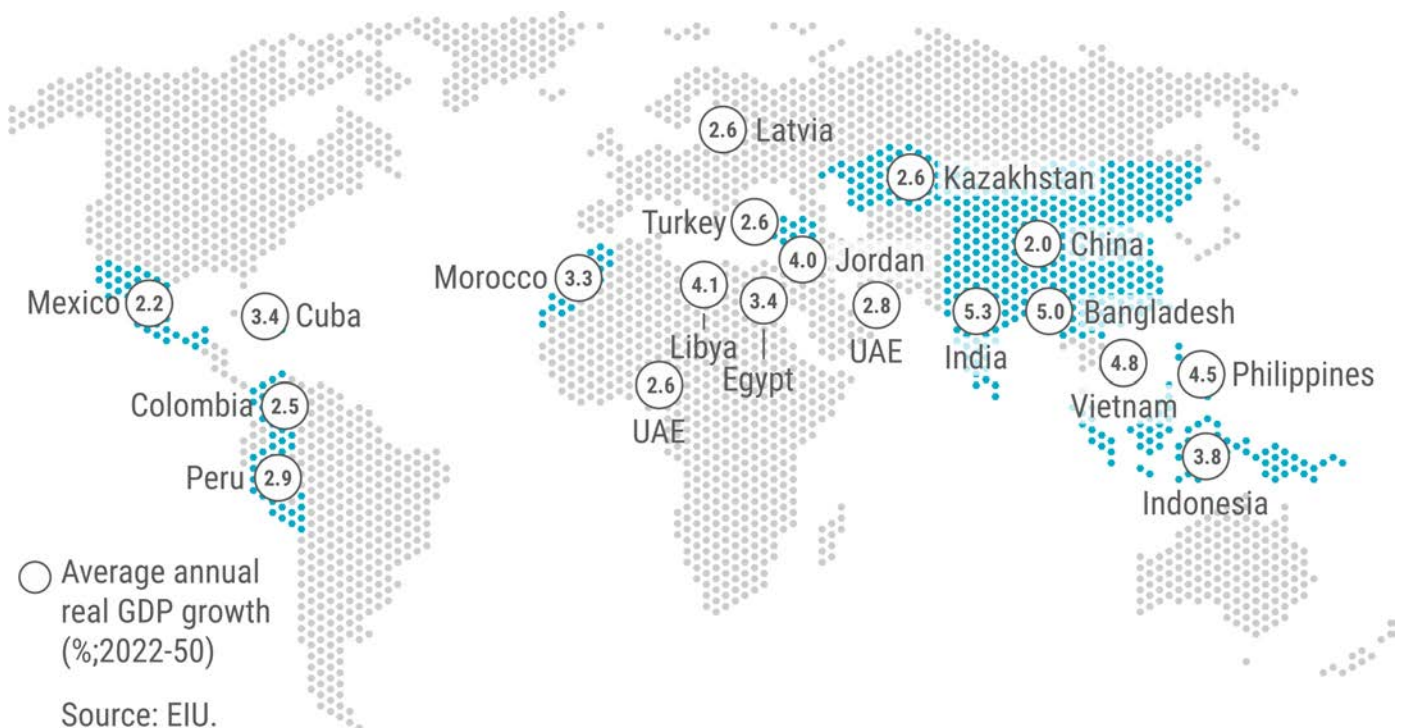 2.6 Latvia
2.6 Kazakhstan
Turkey 2.6
2.0 China
4.0 Jordan
Morocco 3.3
4.1
Libya
3.4
Egypt
2.8
UAE
5.3
India
5.0 Bangladesh
Mexico 2.2
3.4 Cuba
4.8
Vietnam
4.5 Philippines
2.6
UAE
Colombia 2.5
Peru 2.9
3.8
Indonesia
Average annual
real GDP growth
(%;2022-50)
Source: EIU.